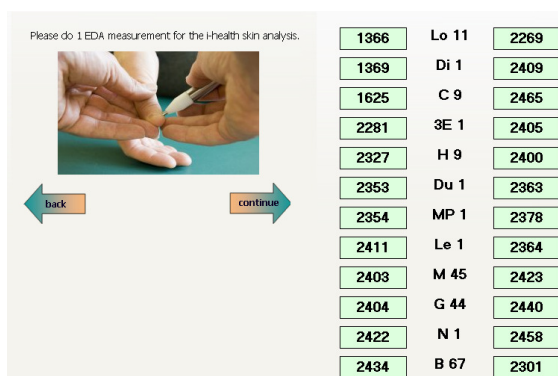 Please do 1 EDA measurement for the i-health skin analysis.
back
continue
1366 Lo 11 2269
1369 Di 1 2409
1625 C 9 2465
2281 3E 1 2405
2327 H 9 2400
2353 Du 1 2363
2354 MP 1 2378
2411 Le 1 2364
2403 M 45 2423
2404 G 44 2440
2422 N 1 2458
2434 B 67 2301